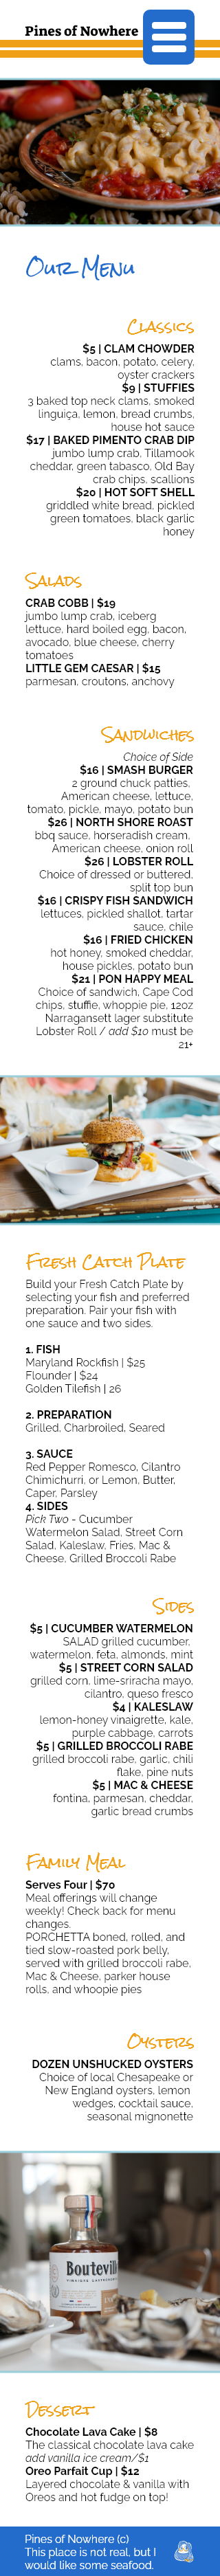 Pines of Nowhere
Our Menu
Classics
$5 | CLAM CHOWDER
clams, bacon, potato, celery,
oyster crackers
$9 | STUFFIES
3 baked top neck clams, smoked
linguiça, lemon, bread crumbs,
house hot sauce
$17 | BAKED PIMENTO CRAB DIP
jumbo lump crab, Tillamook
cheddar, green tabasco, Old Bay
crab chips, scallions
$20 | HOT SOFT SHELL
griddled white bread, pickled
green tomatoes, black garlic
honey
Salads
CRAB COBB | $19
jumbo lump crab, iceberg
lettuce, hard boiled egg, bacon,
avocado, blue cheese, cherry
tomatoes
LITTLE GEM CAESAR | $15
parmesan, croutons, anchovy
Sandwiches
Choice of Side
$16 | SMASH BURGER
2 ground chuck patties,
American cheese, lettuce,
tomato, pickle, mayo, potato bun
$26 | NORTH SHORE ROAST
bbq sauce, horseradish cream,
American cheese, onion roll
$26 | LOBSTER ROLL
Choice of dressed or buttered,
split top bun
$16 | CRISPY FISH SANDWICH
lettuces, pickled shallot, tartar
sauce, chile
$16 | FRIED CHICKEN
hot honey, smoked cheddar,
house pickles, potato bun
$21 | PON HAPPY MEAL
Choice of sandwich, Cape Cod
chips, stuffie, whoopie pie, 12oz
Narragansett lager substitute
Lobster Roll / add $10 must be
21+
Fresh Catch Plate
Build your Fresh Catch Plate by
selecting your fish and preferred
preparation. Pair your fish with
one sauce and two sides.
1. FISH
Maryland Rockfish | $25
Flounder | $24
Golden Tilefish | 26
2. PREPARATION
Grilled, Charbroiled, Seared
3. SAUCE
Red Pepper Romesco, Cilantro
Chimichurri, or Lemon, Butter,
Caper, Parsley
4. SIDES
Pick Two - Cucumber
Watermelon Salad, Street Corn
Salad, Kaleslaw, Fries, Mac &
Cheese, Grilled Broccoli Rabe
Sides
$5 | CUCUMBER WATERMELON
SALAD grilled cucumber,
watermelon, feta, almonds, mint
$5 | STREET CORN SALAD
grilled corn, lime-sriracha mayo,
cilantro, queso fresco
$4 | KALESLAW
lemon-honey vinaigrette, kale,
purple cabbage, carrots
$5 | GRILLED BROCCOLI RABE
grilled broccoli rabe, garlic, chili
flake, pine nuts
$5 | MAC & CHEESE
fontina, parmesan, cheddar,
garlic bread crumbs
Family Meal
Serves Four | $70
Meal offerings will change
weekly! Check back for menu
changes.
PORCHETTA boned, rolled, and
tied slow-roasted pork belly,
served with grilled broccoli rabe,
Mac & Cheese, parker house
rolls, and whoopie pies
Oysters
DOZEN UNSHUCKED OYSTERS
Choice of local Chesapeake or
New England oysters, lemon
wedges, cocktail sauce,
seasonal mignonette
Bouteville
Dessert
Chocolate Lava Cake | $8
The classical chocolate lava cake
add vanilla ice cream/$1
Oreo Parfait Cup | $12
Layered chocolate & vanilla with
Oreos and hot fudge on top!
Pines of Nowhere (c)
This place is not real, but I
would like some seafood.